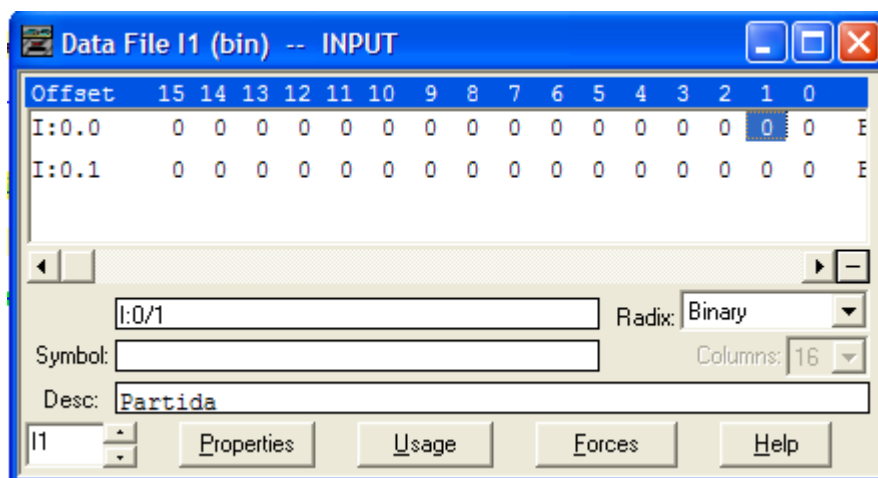 Data File I1 (bin) -- INPUT
Offset 15 14 13 12 11 10 9 8 7 6 5 4 3 2 1 0
I:0.0 0 0 0 0 0 0 0 0 0 0 0 0 0 0 0 0
I:0.1 0 0 0 0 0 0 0 0 0 0 0 0 0 0 0 0
I:0/1 Radix: Binary
Symbol: Columns: 16
Desc: Partida
I1 Properties Usage Forces Help